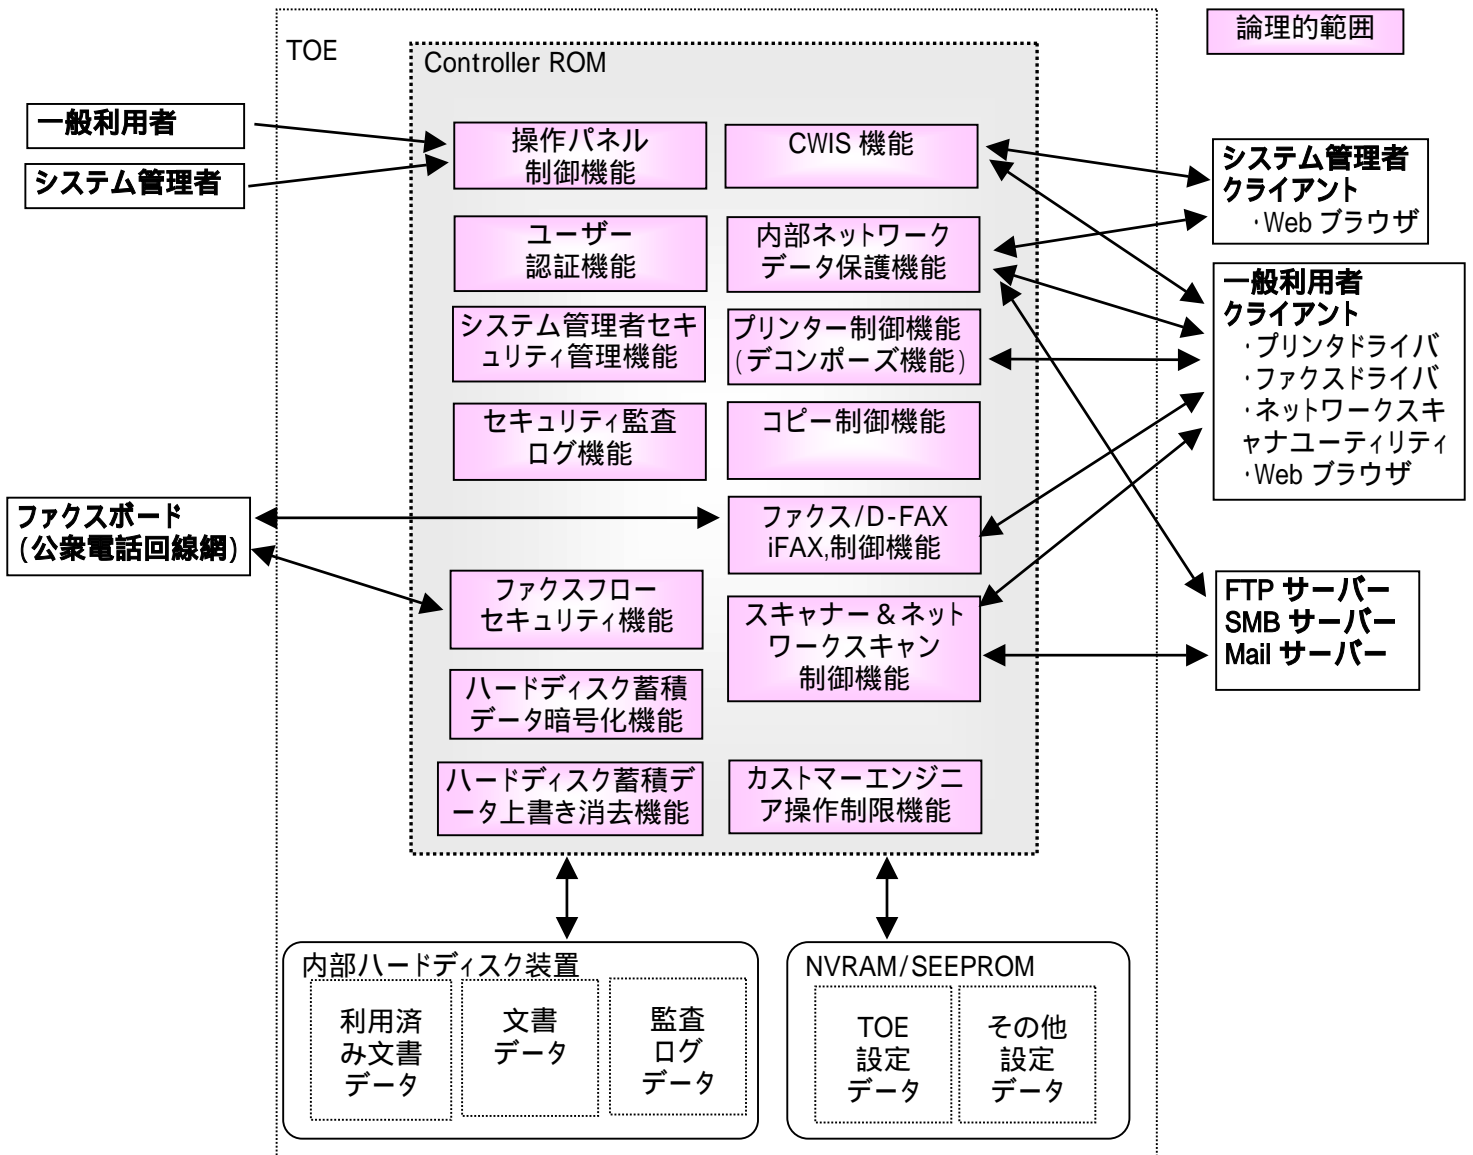 論理的範囲
TOE
Controller ROM
一般利用者
システム管理者
操作パネル
制御機能
CWIS 機能
ユーザー
認証機能
内部ネットワーク
データ保護機能
システム管理者セキ
ュリティ管理機能
プリンター制御機能
(デコンポーズ機能)
セキュリティ監査
ログ機能
コピー制御機能
ファクス/D-FAX
iFAX,制御機能
ファクスフロー
セキュリティ機能
スキャナー＆ネット
ワークスキャン
制御機能
ハードディスク蓄積
データ暗号化機能
ハードディスク蓄積デ
ータ上書き消去機能
カストマーエンジニ
ア操作制限機能
システム管理者
クライアント
・Web ブラウザ
一般利用者
クライアント
・プリンタドライバ
・ファクスドライバ
・ネットワークスキ
ャナユーティリティ
・Web ブラウザ
ファクスボード
(公衆電話回線網)
FTP サーバー
SMB サーバー
Mail サーバー
内部ハードディスク装置
利用済
み文書
データ
文書
データ
監査
ログ
データ
NVRAM/SEEPROM
TOE
設定
データ
その他
設定
データ